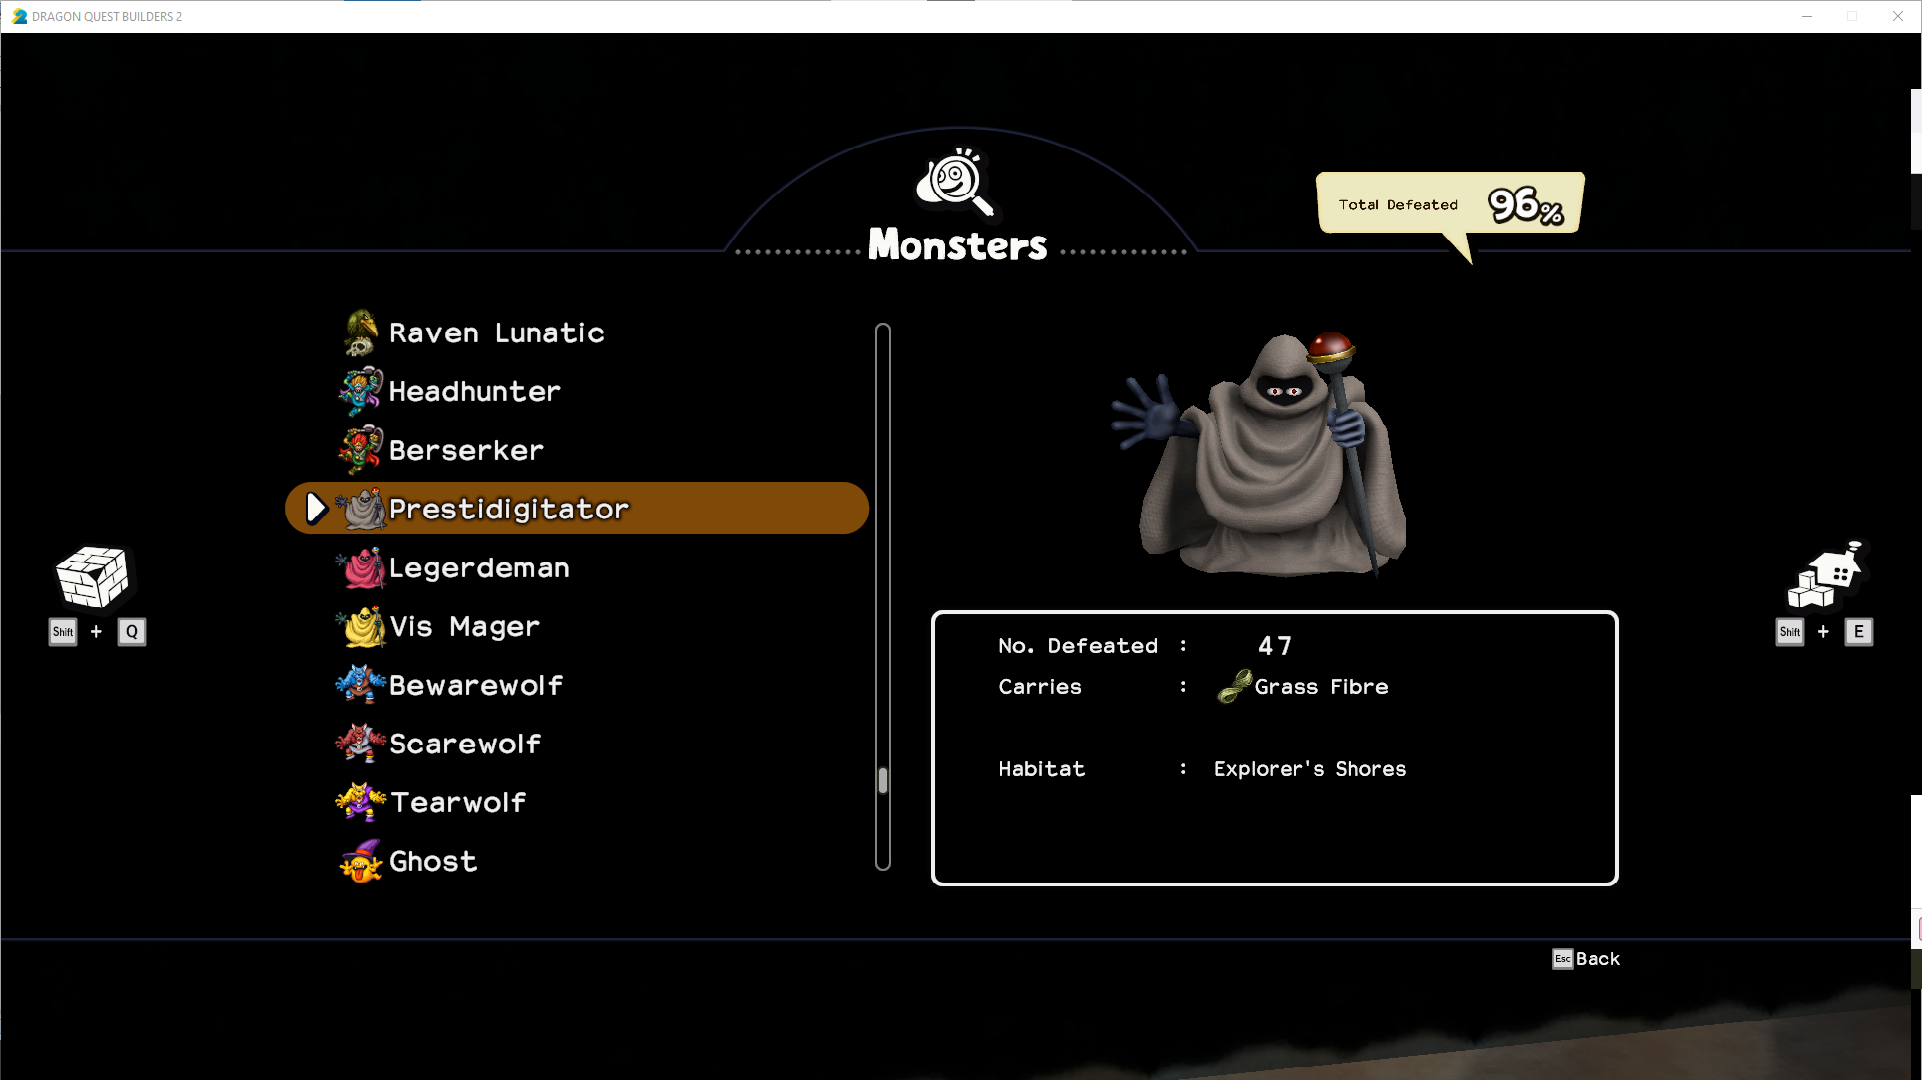 DRAGON QUEST BUILDERS 2
Monsters
Total Defeated 96%
Raven Lunatic
Headhunter
Berserker
Prestidigitator
Legerdeman
Vis Mager
Bewarewolf
Scarewolf
Tearwolf
Ghost
No. Defeated : 47
Carries : Grass Fibre
Habitat : Explorer's Shores
Shift + Q
Shift + E
Esc Back